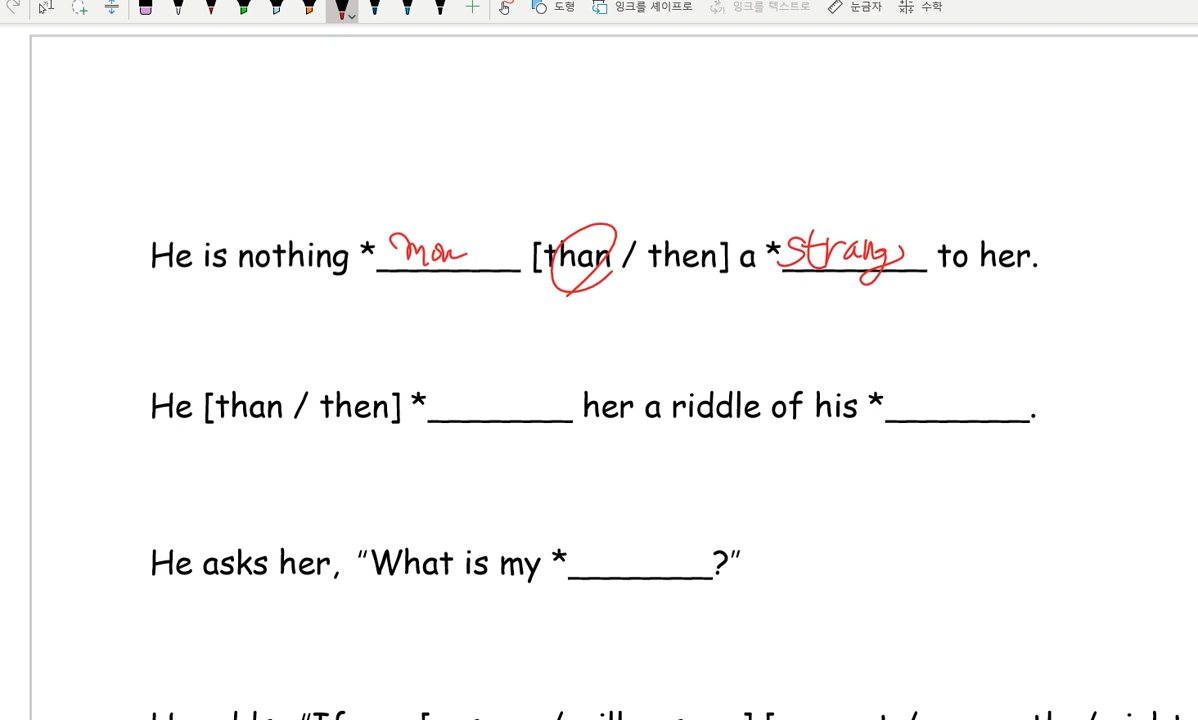 도형 잉크를 셰이프로 잉크를 텍스트로 눈금자 수학
He is nothing *________ [than / then] a *strang________ to her.
He [than / then] *________ her a riddle of his *________.
He asks her, "What is my *________?"